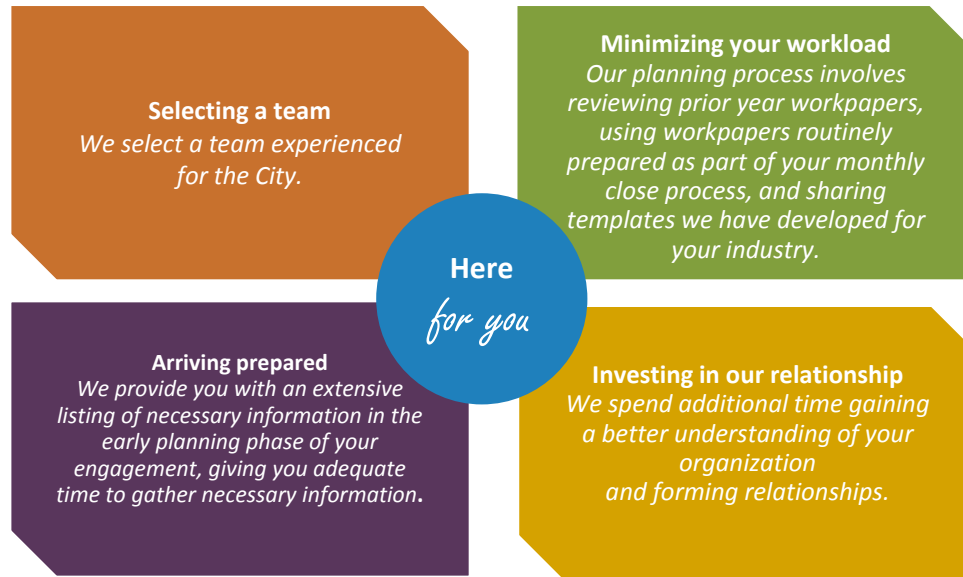 Selecting a team
We select a team experienced
for the City.
Minimizing your workload
Our planning process involves
reviewing prior year workpapers,
using workpapers routinely
prepared as part of your monthly
close process, and sharing
templates we have developed for
your industry.
Here
for you
Arriving prepared
We provide you with an extensive
listing of necessary information in the
early planning phase of your
engagement, giving you adequate
time to gather necessary information.
Investing in our relationship
We spend additional time gaining
a better understanding of your
organization
and forming relationships.